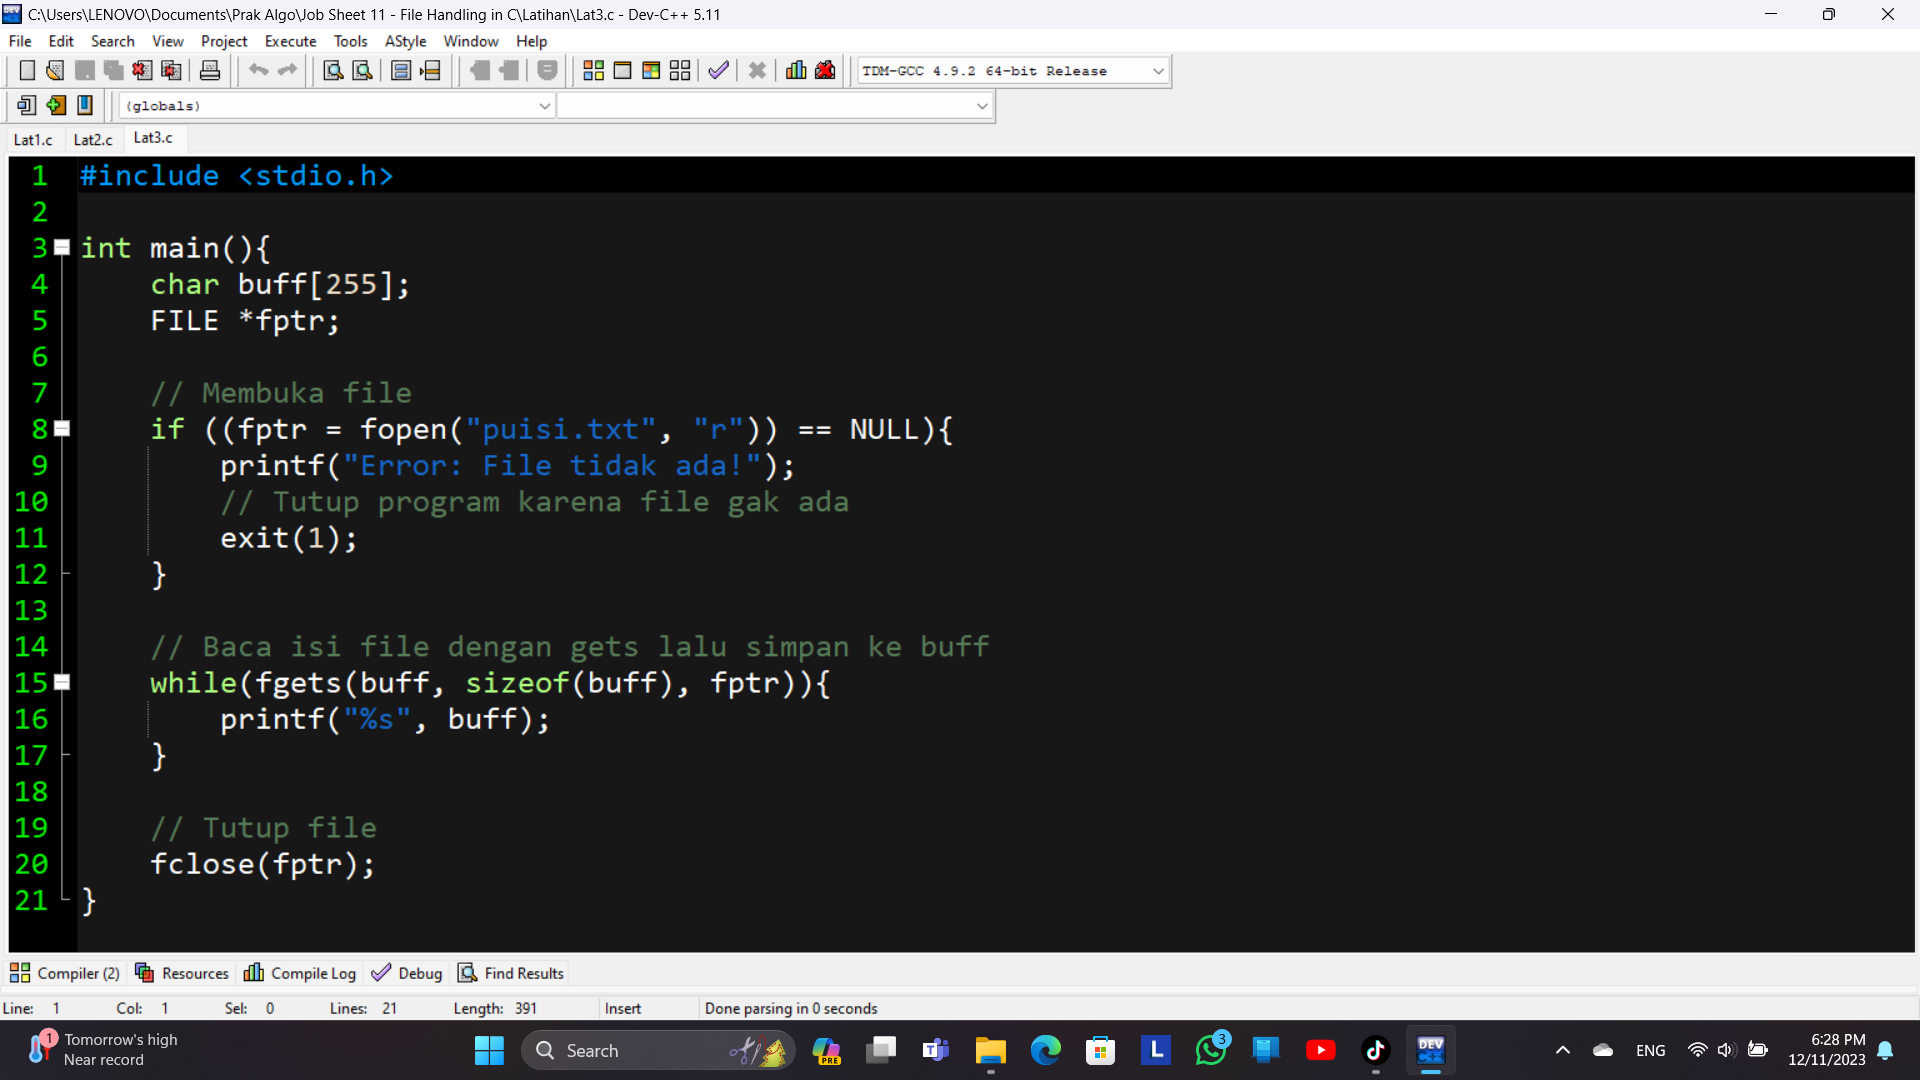 C:\Users\LENOVO\Documents\Prak Algo\Job Sheet 11 - File Handling in C\Latihan\Lat3.c - Dev-C++ 5.11
File Edit Search View Project Execute Tools AStyle Window Help
TDM-GCC 4.9.2 64-bit Release
(globals)
Lat1.c Lat2.c Lat3.c
1 #include <stdio.h>
2
3 int main(){
4     char buff[255];
5     FILE *fptr;
6
7     // Membuka file
8     if ((fptr = fopen("puisi.txt", "r")) == NULL){
9         printf("Error: File tidak ada!");
10         // Tutup program karena file gak ada
11         exit(1);
12     }
13
14     // Baca isi file dengan gets lalu simpan ke buff
15     while(fgets(buff, sizeof(buff), fptr)){
16         printf("%s", buff);
17     }
18
19     // Tutup file
20     fclose(fptr);
21 }
Compiler (2) Resources Compile Log Debug Find Results
Line: 1 Col: 1 Sel: 0 Lines: 21 Length: 391 Insert Done parsing in 0 seconds
1 Tomorrow's high
Near record
Search
PRE
L
3
DEV
C++
ENG
6:28 PM
12/11/2023